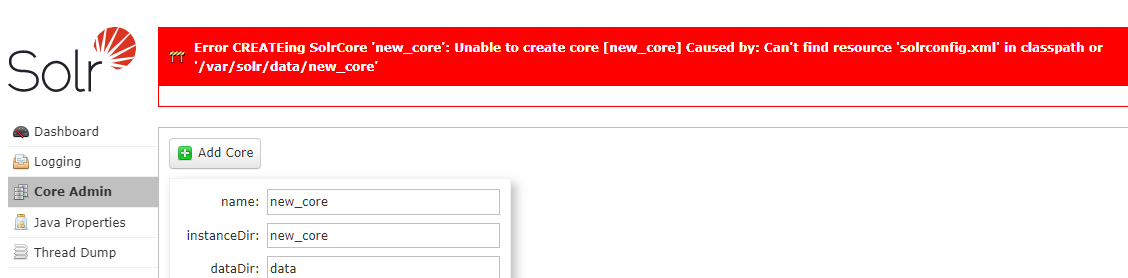 Solr
Error CREATEing SolrCore 'new_core': Unable to create core [new_core] Caused by: Can't find resource 'solrconfig.xml' in classpath or
'/var/solr/data/new_core'
Dashboard
Logging
Core Admin
Java Properties
Thread Dump
Add Core
name: new_core
instanceDir: new_core
dataDir: data